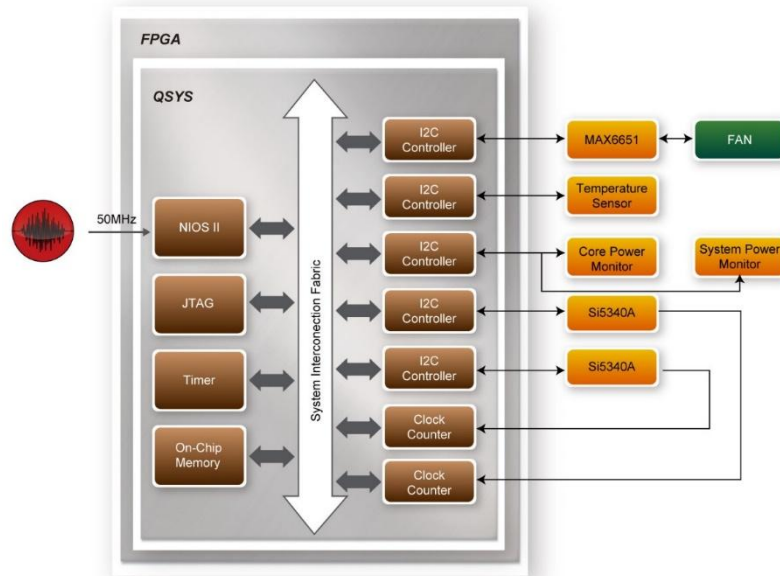 FPGA
QSYS
50MHz
NIOS II
JTAG
Timer
On-Chip
Memory
System Interconection Fabric
I2C
Controller
MAX6651
FAN
I2C
Controller
Temperature
Sensor
I2C
Controller
Core Power
Monitor
System Power
Monitor
I2C
Controller
Si5340A
I2C
Controller
Si5340A
Clock
Counter
Clock
Counter